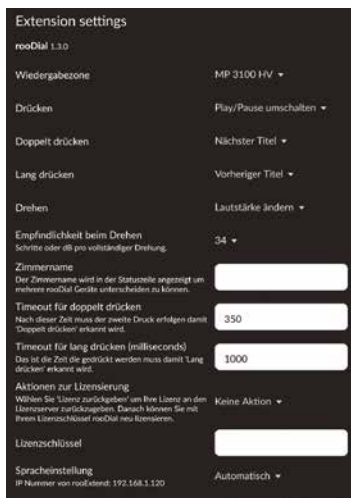 Extension settings
rooDial 1.3.0
Wiedergabezone MP 3100 HV
Drücken Play/Pause umschalten
Doppelt drücken Nächster Titel
Lang drücken Vorheriger Titel
Drehen Lautstärke ändern
Empfindlichkeit beim Drehen 34
Schritte oder dB pro vollständiger Drehung.
Zimmername
Der Zimmername wird in der Statuszeile angezeigt um
mehrere rooDial Geräte unterscheiden zu können.
Timeout für doppelt drücken
Nach dieser Zeit muss der zweite Druck erfolgen damit
'Doppelt drücken' erkannt wird.
350
Timeout für lang drücken (milliseconds)
Das ist die Zeit die gedrückt werden muss damit 'Lang
drücken' erkannt wird.
1000
Aktionen zur Lizensierung
Wählen Sie 'Lizenz zurückgeben' um Ihre Lizenz an den
Lizenzserver zurückzugeben. Danach können Sie mit
Ihrem Lizenzschlüssel rooDial neu lizensieren.
Keine Aktion
Lizenzschlüssel
Spracheinstellung Automatisch
IP Nummer von rooExtend: 192.168.1.120